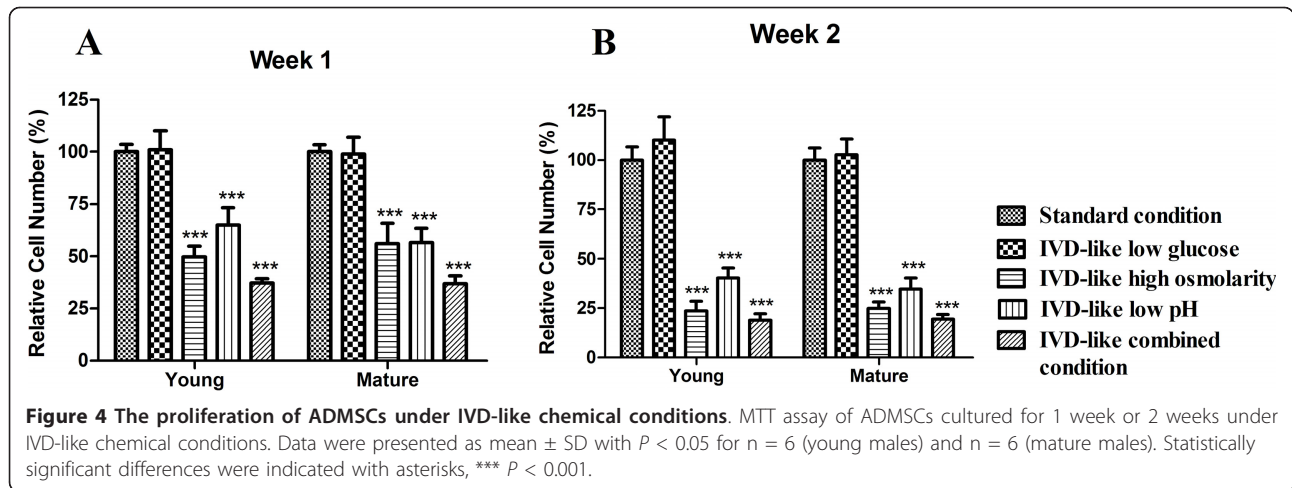 A
Week 1
Relative Cell Number (%)
125
100
75
50
25
0
***
***
***
***
***
***
Young
Mature
B
Week 2
Relative Cell Number (%)
125
100
75
50
25
0
***
***
***
***
***
***
Young
Mature
Standard condition
IVD-like low glucose
IVD-like high osmolarity
IVD-like low pH
IVD-like combined
condition
Figure 4 The proliferation of ADMSCs under IVD-like chemical conditions. MTT assay of ADMSCs cultured for 1 week or 2 weeks under
IVD-like chemical conditions. Data were presented as mean ± SD with P < 0.05 for n = 6 (young males) and n = 6 (mature males). Statistically
significant differences were indicated with asterisks, *** P < 0.001.